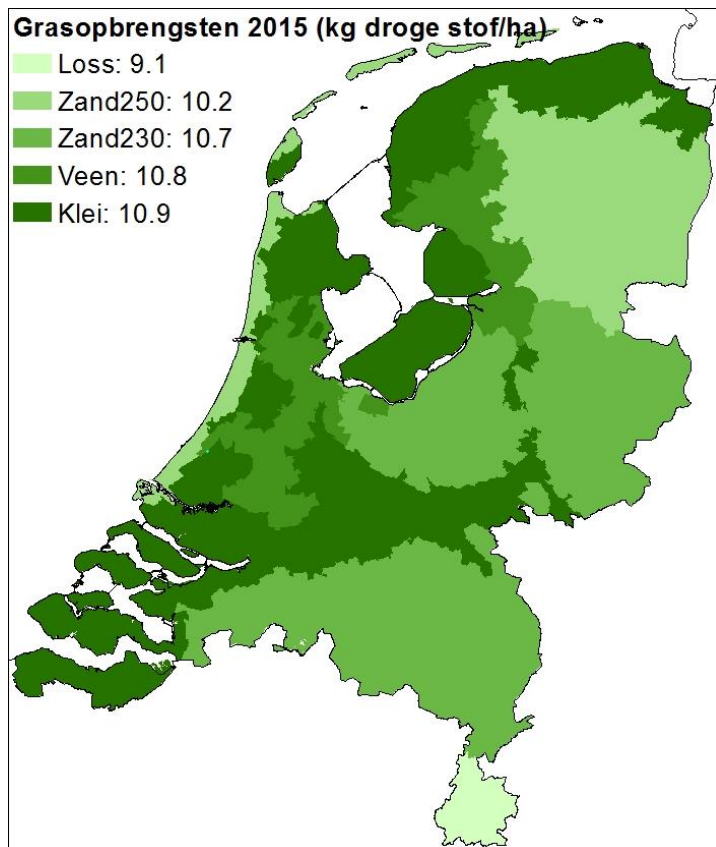 Grasopbrengsten 2015 (kg droge stof/ha)
Loss: 9.1
Zand250: 10.2
Zand230: 10.7
Veen: 10.8
Klei: 10.9